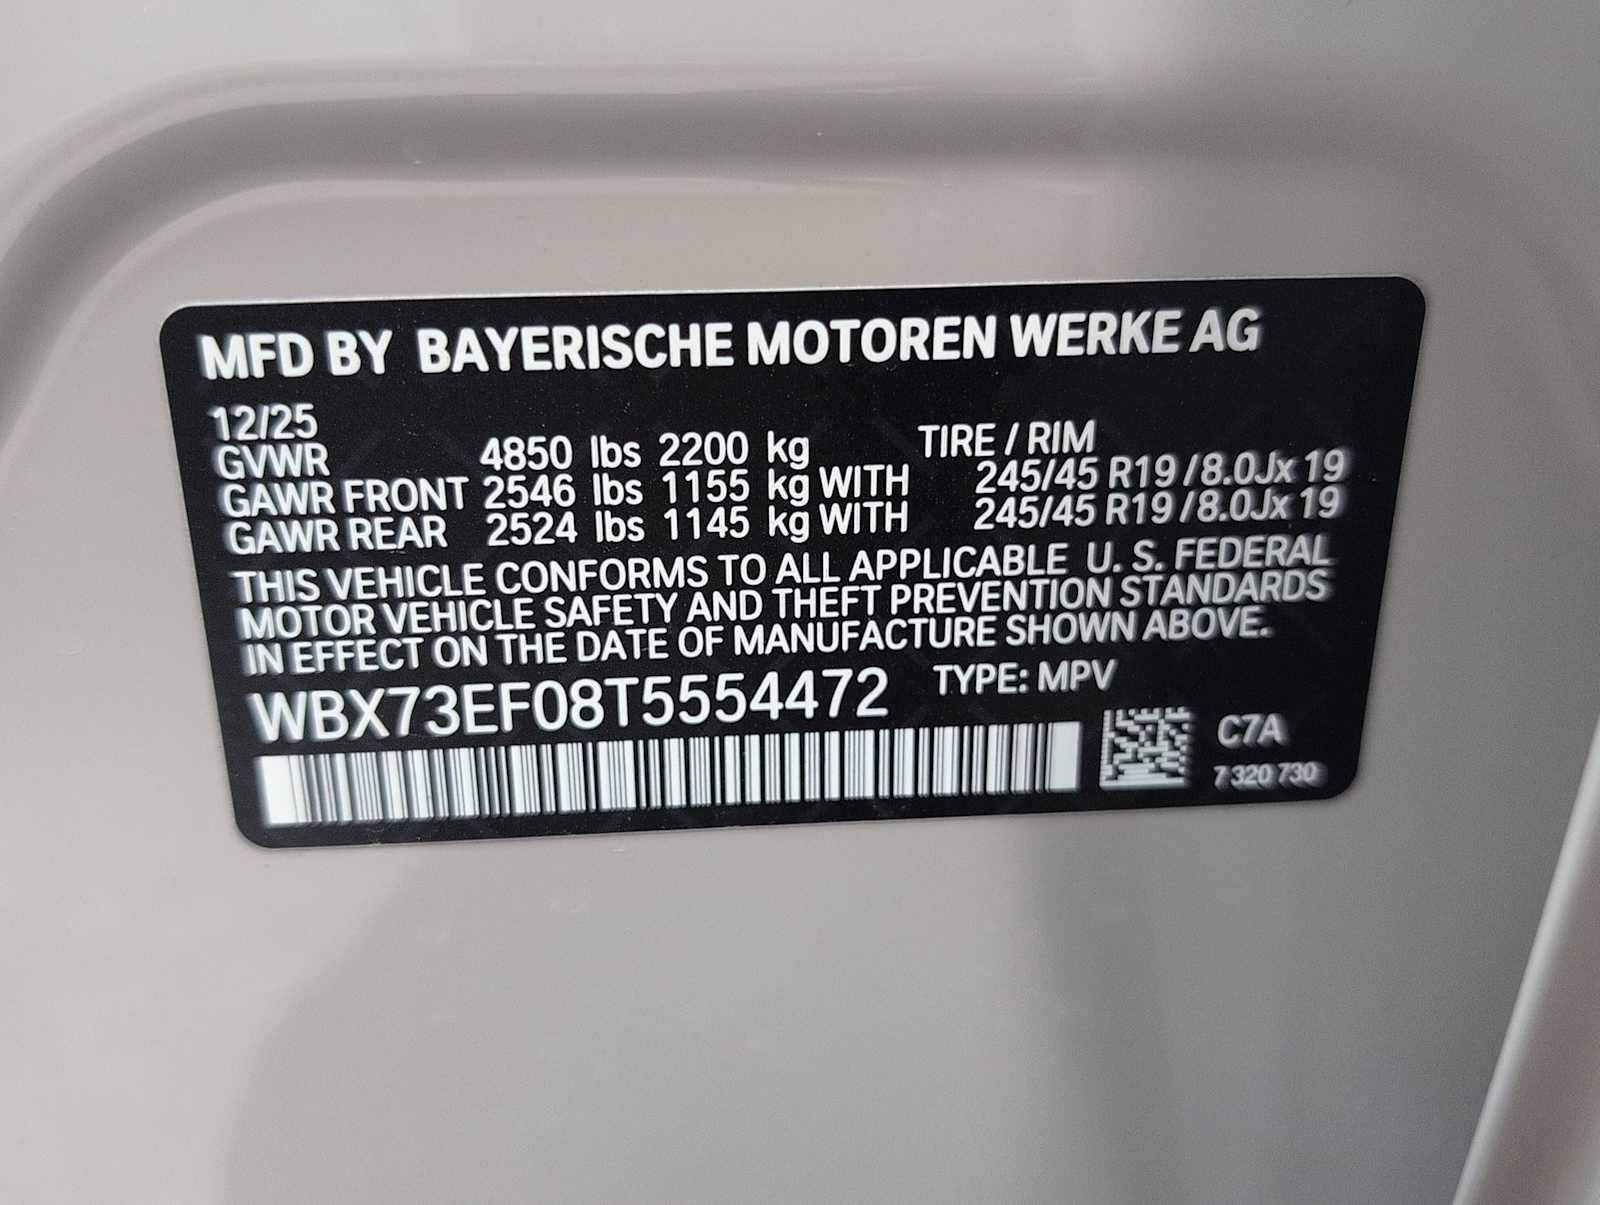 MFD BY BAYERISCHE MOTOREN WERKE AG
12/25
GVWR 4850 lbs 2200 kg TIRE / RIM
GAWR FRONT 2546 lbs 1155 kg WITH 245/45 R19 / 8.0Jx 19
GAWR REAR 2524 lbs 1145 kg WITH 245/45 R19 / 8.0Jx 19
THIS VEHICLE CONFORMS TO ALL APPLICABLE U. S. FEDERAL
MOTOR VEHICLE SAFETY AND THEFT PREVENTION STANDARDS
IN EFFECT ON THE DATE OF MANUFACTURE SHOWN ABOVE.
WBX73EF08T5554472 TYPE: MPV
C7A
7 320 730